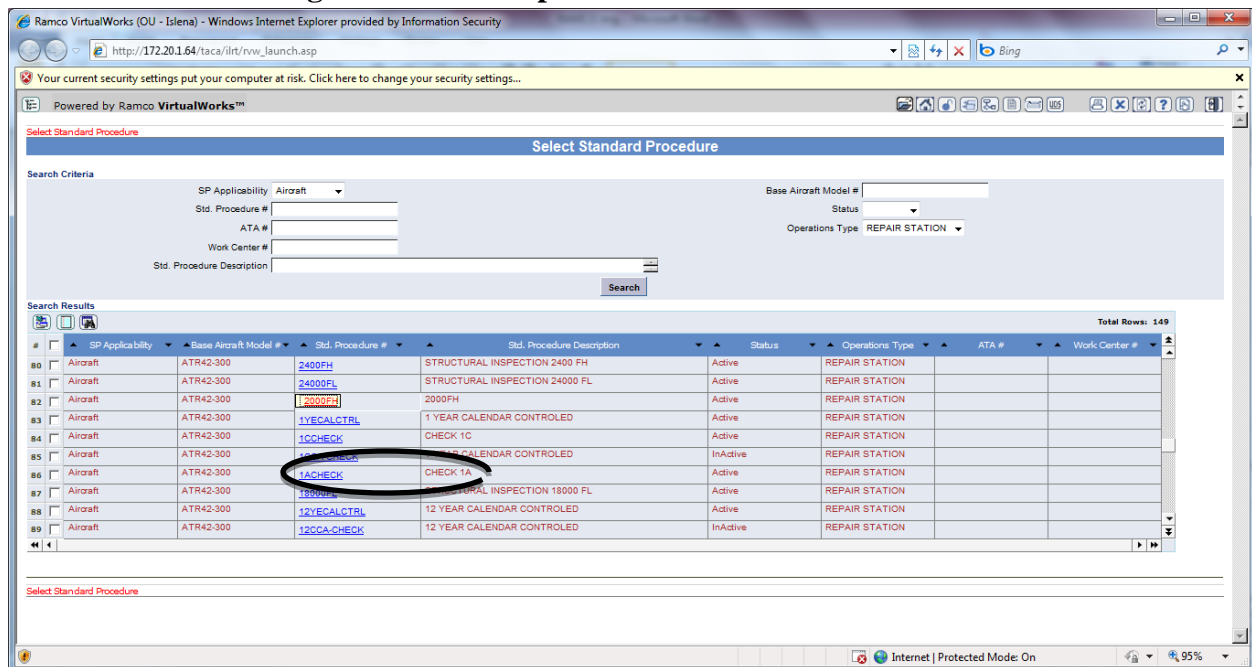 Ramco VirtualWorks (OU - Islena) - Windows Internet Explorer provided by Information Security
http://172.20.1.64/taca/ilrt/rvw_launch.asp
Bing
Your current security settings put your computer at risk. Click here to change your security settings...
Powered by Ramco VirtualWorks™
UDS
Select Standard Procedure
Select Standard Procedure
Search Criteria
SP Applicability Aircraft Base Aircraft Model #
Std. Procedure # Status
ATA # Operations Type REPAIR STATION
Work Center #
Std. Procedure Description
Search
Search Results
Total Rows: 149
# SP Applicability Base Aircraft Model # Std. Procedure # Std. Procedure Description Status Operations Type ATA # Work Center #
80 Aircraft ATR42-300 2400FH STRUCTURAL INSPECTION 2400 FH Active REPAIR STATION
81 Aircraft ATR42-300 24000FL STRUCTURAL INSPECTION 24000 FL Active REPAIR STATION
82 Aircraft ATR42-300 2000FH 2000FH Active REPAIR STATION
83 Aircraft ATR42-300 1YECALCTRL 1 YEAR CALENDAR CONTROLED Active REPAIR STATION
84 Aircraft ATR42-300 1CCHECK CHECK 1C Active REPAIR STATION
85 Aircraft ATR42-300 YEAR CALENDAR CONTROLED InActive REPAIR STATION
86 Aircraft ATR42-300 1ACHECK CHECK 1A Active REPAIR STATION
87 Aircraft ATR42-300 18000FL STRUCTURAL INSPECTION 18000 FL Active REPAIR STATION
88 Aircraft ATR42-300 12YECALCTRL 12 YEAR CALENDAR CONTROLED Active REPAIR STATION
89 Aircraft ATR42-300 12CCA-CHECK 12 YEAR CALENDAR CONTROLED InActive REPAIR STATION
Select Standard Procedure
Internet | Protected Mode: On 95%